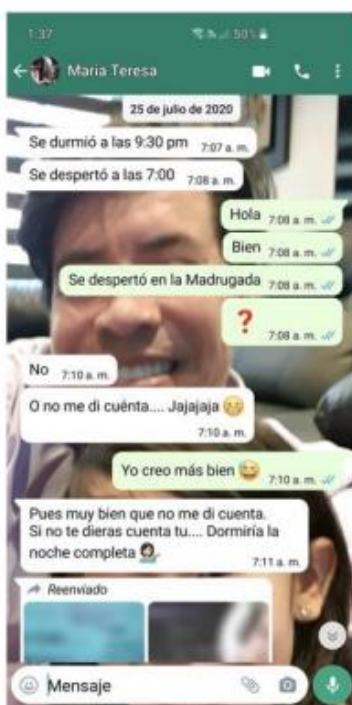 1:37
50%
Maria Teresa
25 de julio de 2020
Se durmió a las 9:30 pm 7:07 a. m.
Se despertó a las 7:00 7:08 a. m.
Hola 7:08 a. m.
Bien 7:08 a. m.
Se despertó en la Madrugada 7:08 a. m.
❓ 7:08 a. m.
No 7:10 a. m.
O no me di cuénta.... Jajajaja
7:10 a. m.
Yo creo más bien 😅 7:10 a. m.
Pues muy bien que no me di cuenta.
Si no te dieras cuenta tu.... Dormiría la
noche completa
7:11 a. m.
Reenviado
Mensaje